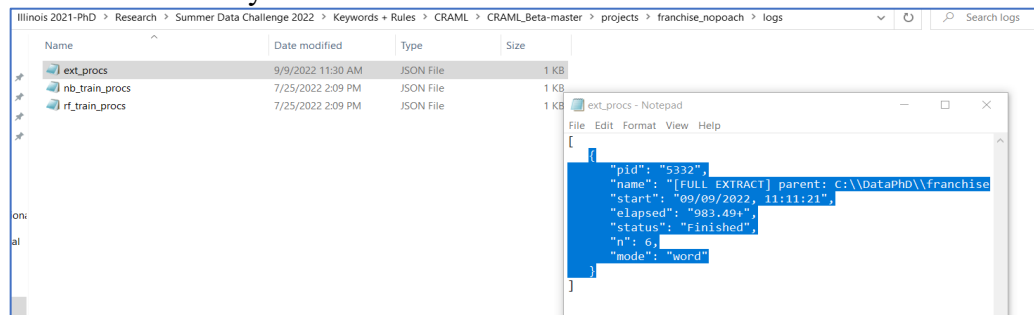 Illinois 2021-PhD > Research > Summer Data Challenge 2022 > Keywords + Rules > CRAML > CRAML_Beta-master > projects > franchise_nopoach > logs
Search logs
Name Date modified Type Size
ext_procs 9/9/2022 11:30 AM JSON File 1 KB
nb_train_procs 7/25/2022 2:09 PM JSON File 1 KB
rf_train_procs 7/25/2022 2:09 PM JSON File 1 KB
ext_procs - Notepad
File Edit Format View Help
[
{
"pid": "5332",
"name": "[FULL EXTRACT] parent: C:\\DataPhD\\franchise
"start": "09/09/2022, 11:11:21",
"elapsed": "983.49+",
"status": "Finished",
"n": 6,
"mode": "word"
}
]
al